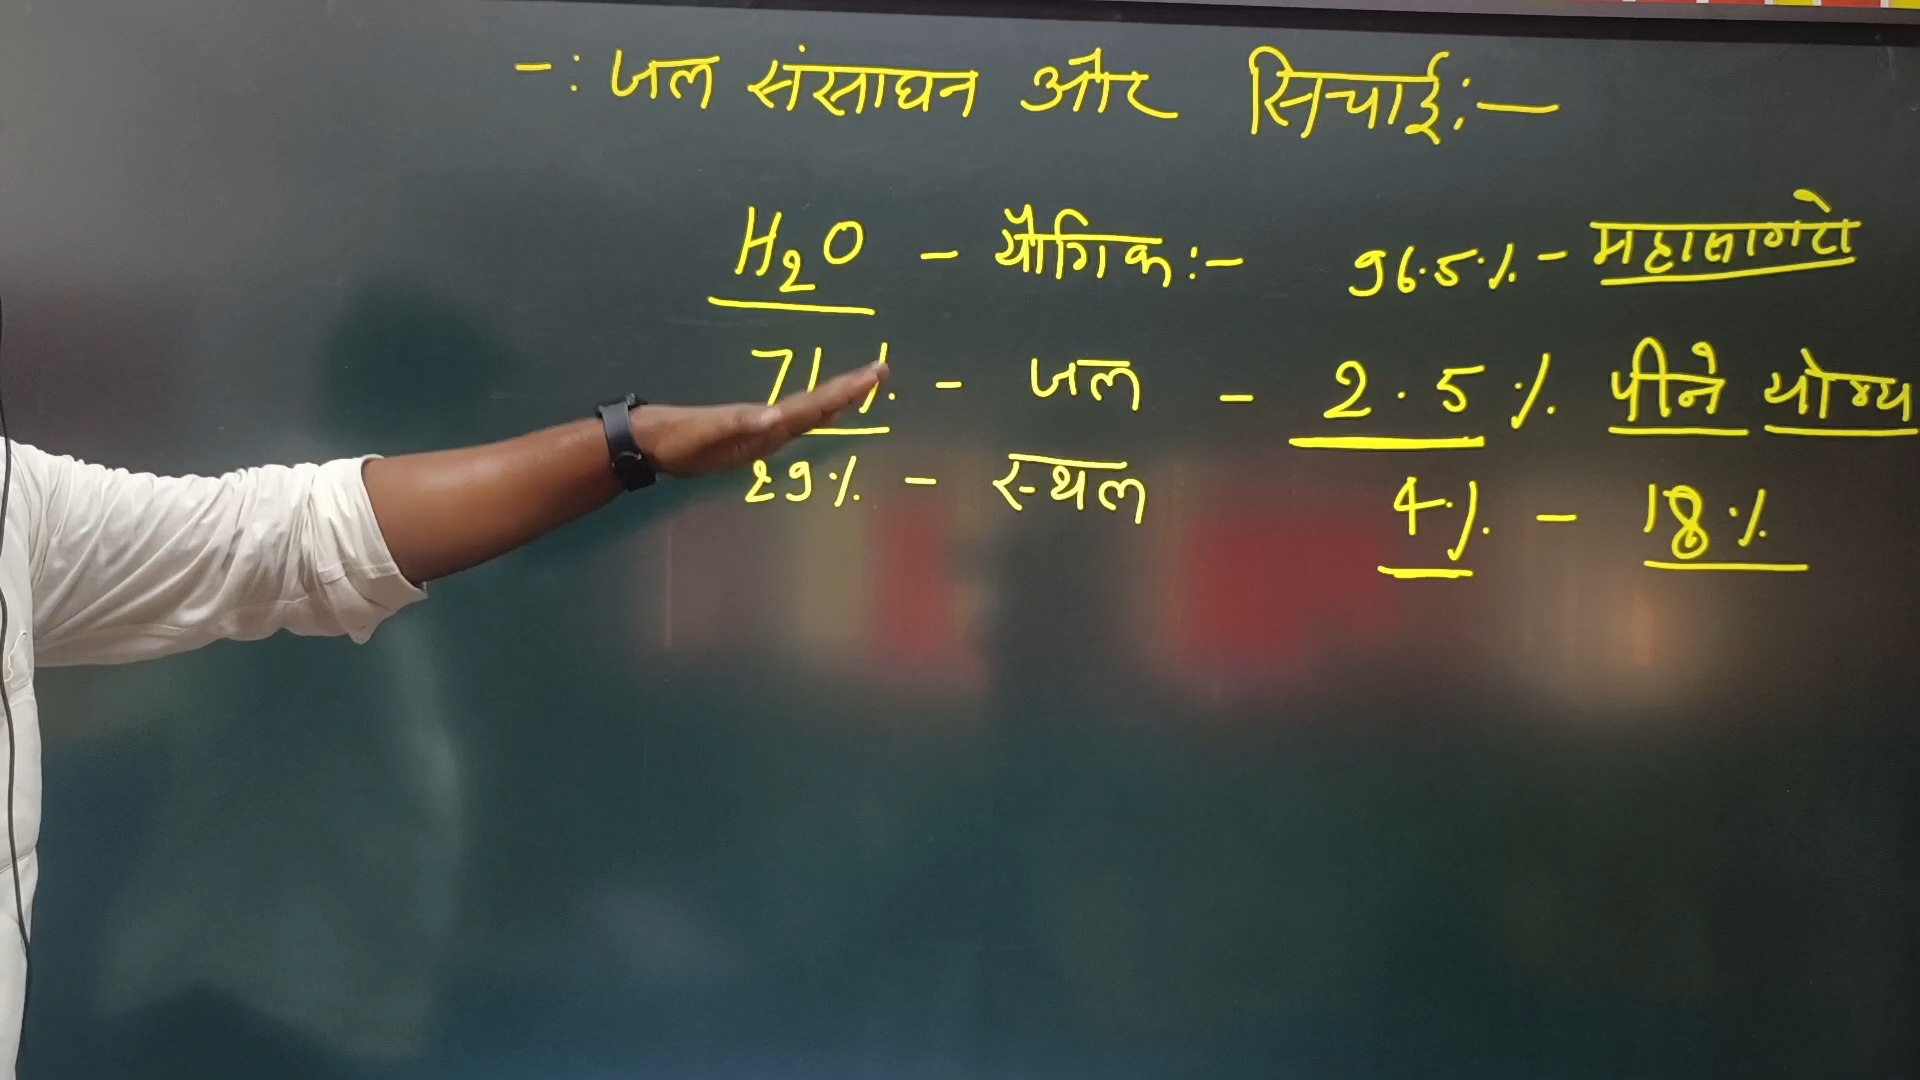 -: जल संसाधन और सिचाई:-
H₂O - यौगिक:- 96.5% - महासागरो
71% - जल - 2.5% पीने योग्य
29% - स्थल 4% - 18%